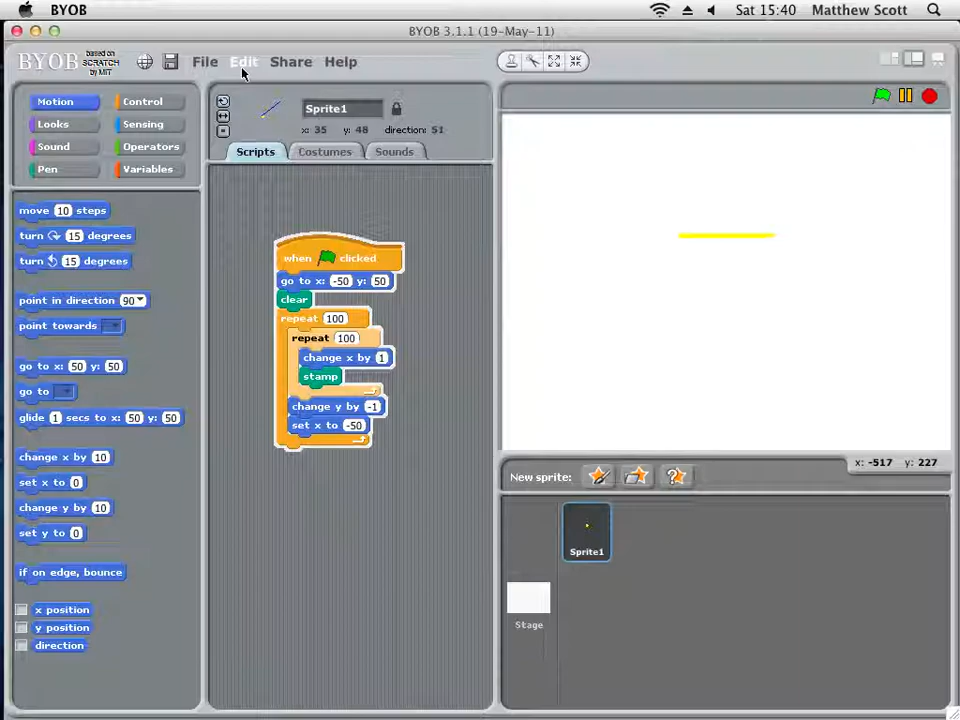 BYOB
Sat 15:40
Matthew Scott
BYOB 3.1.1 (19-May-11)
BYOB
based on
SCRATCH
by MIT
File
Edit
Share
Help
Motion
Control
Looks
Sensing
Sound
Operators
Pen
Variables
Sprite1
x: 35 y: 48 direction: 51
Scripts
Costumes
Sounds
move 10 steps
turn 15 degrees
turn 15 degrees
point in direction 90
point towards
go to x: 50 y: 50
go to
glide 1 secs to x: 50 y: 50
change x by 10
set x to 0
change y by 10
set y to 0
if on edge, bounce
x position
y position
direction
when clicked
go to x: -50 y: 50
clear
repeat 100
repeat 100
change x by 1
stamp
change y by -1
set x to -50
x: -517 y: 227
New sprite:
Sprite1
Stage